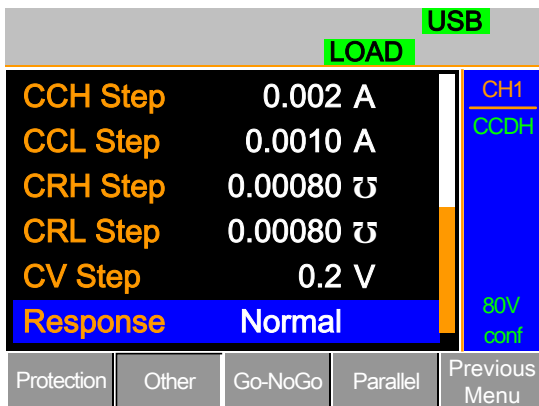 USB
LOAD
CCH Step 0.002 A
CCL Step 0.0010 A
CRH Step 0.00080 ℧
CRL Step 0.00080 ℧
CV Step 0.2 V
Response Normal
CH1
CCDH
80V
conf
Protection Other Go-NoGo Parallel Previous Menu